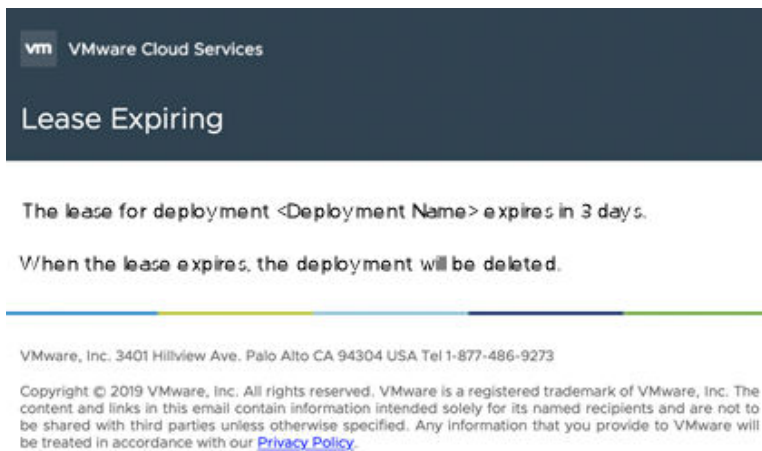 vm VMware Cloud Services
Lease Expiring
The lease for deployment <Deployment Name> expires in 3 days.
When the lease expires, the deployment will be deleted.
VMware, Inc. 3401 Hillview Ave. Palo Alto CA 94304 USA Tel 1-877-486-9273
Copyright © 2019 VMware, Inc. All rights reserved. VMware is a registered trademark of VMware, Inc. The
content and links in this email contain information intended solely for its named recipients and are not to
be shared with third parties unless otherwise specified. Any information that you provide to VMware will
be treated in accordance with our Privacy Policy.